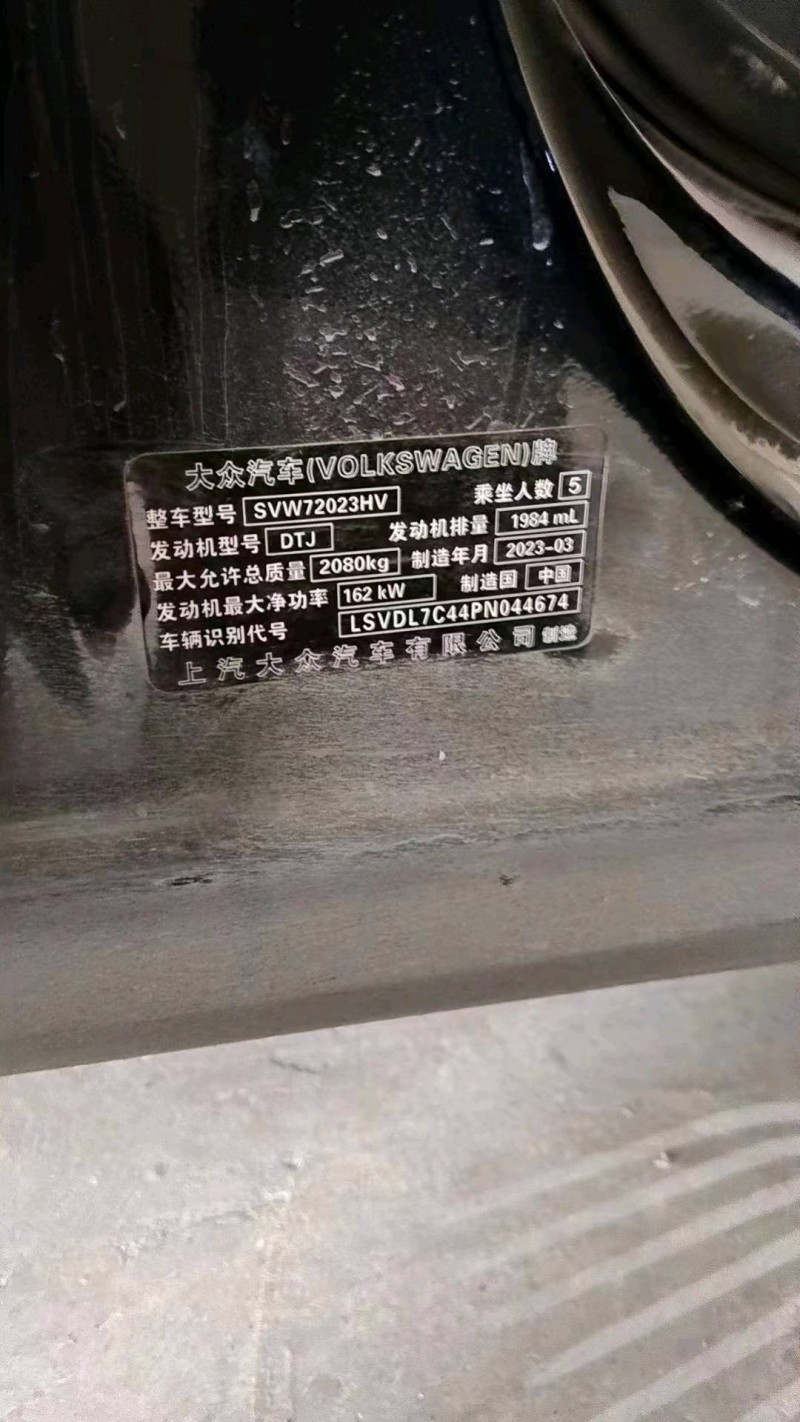 大众汽车(VOLKSWAGEN)牌
整车型号 SVW72023HV 乘坐人数 5
发动机型号 DTJ 发动机排量 1984 mL
最大允许总质量 2080kg 制造年月 2023-03
发动机最大净功率 162 kW 制造国 中国
车辆识别代号 LSVDL7C44PN044674
上汽大众汽车有限公司 制造